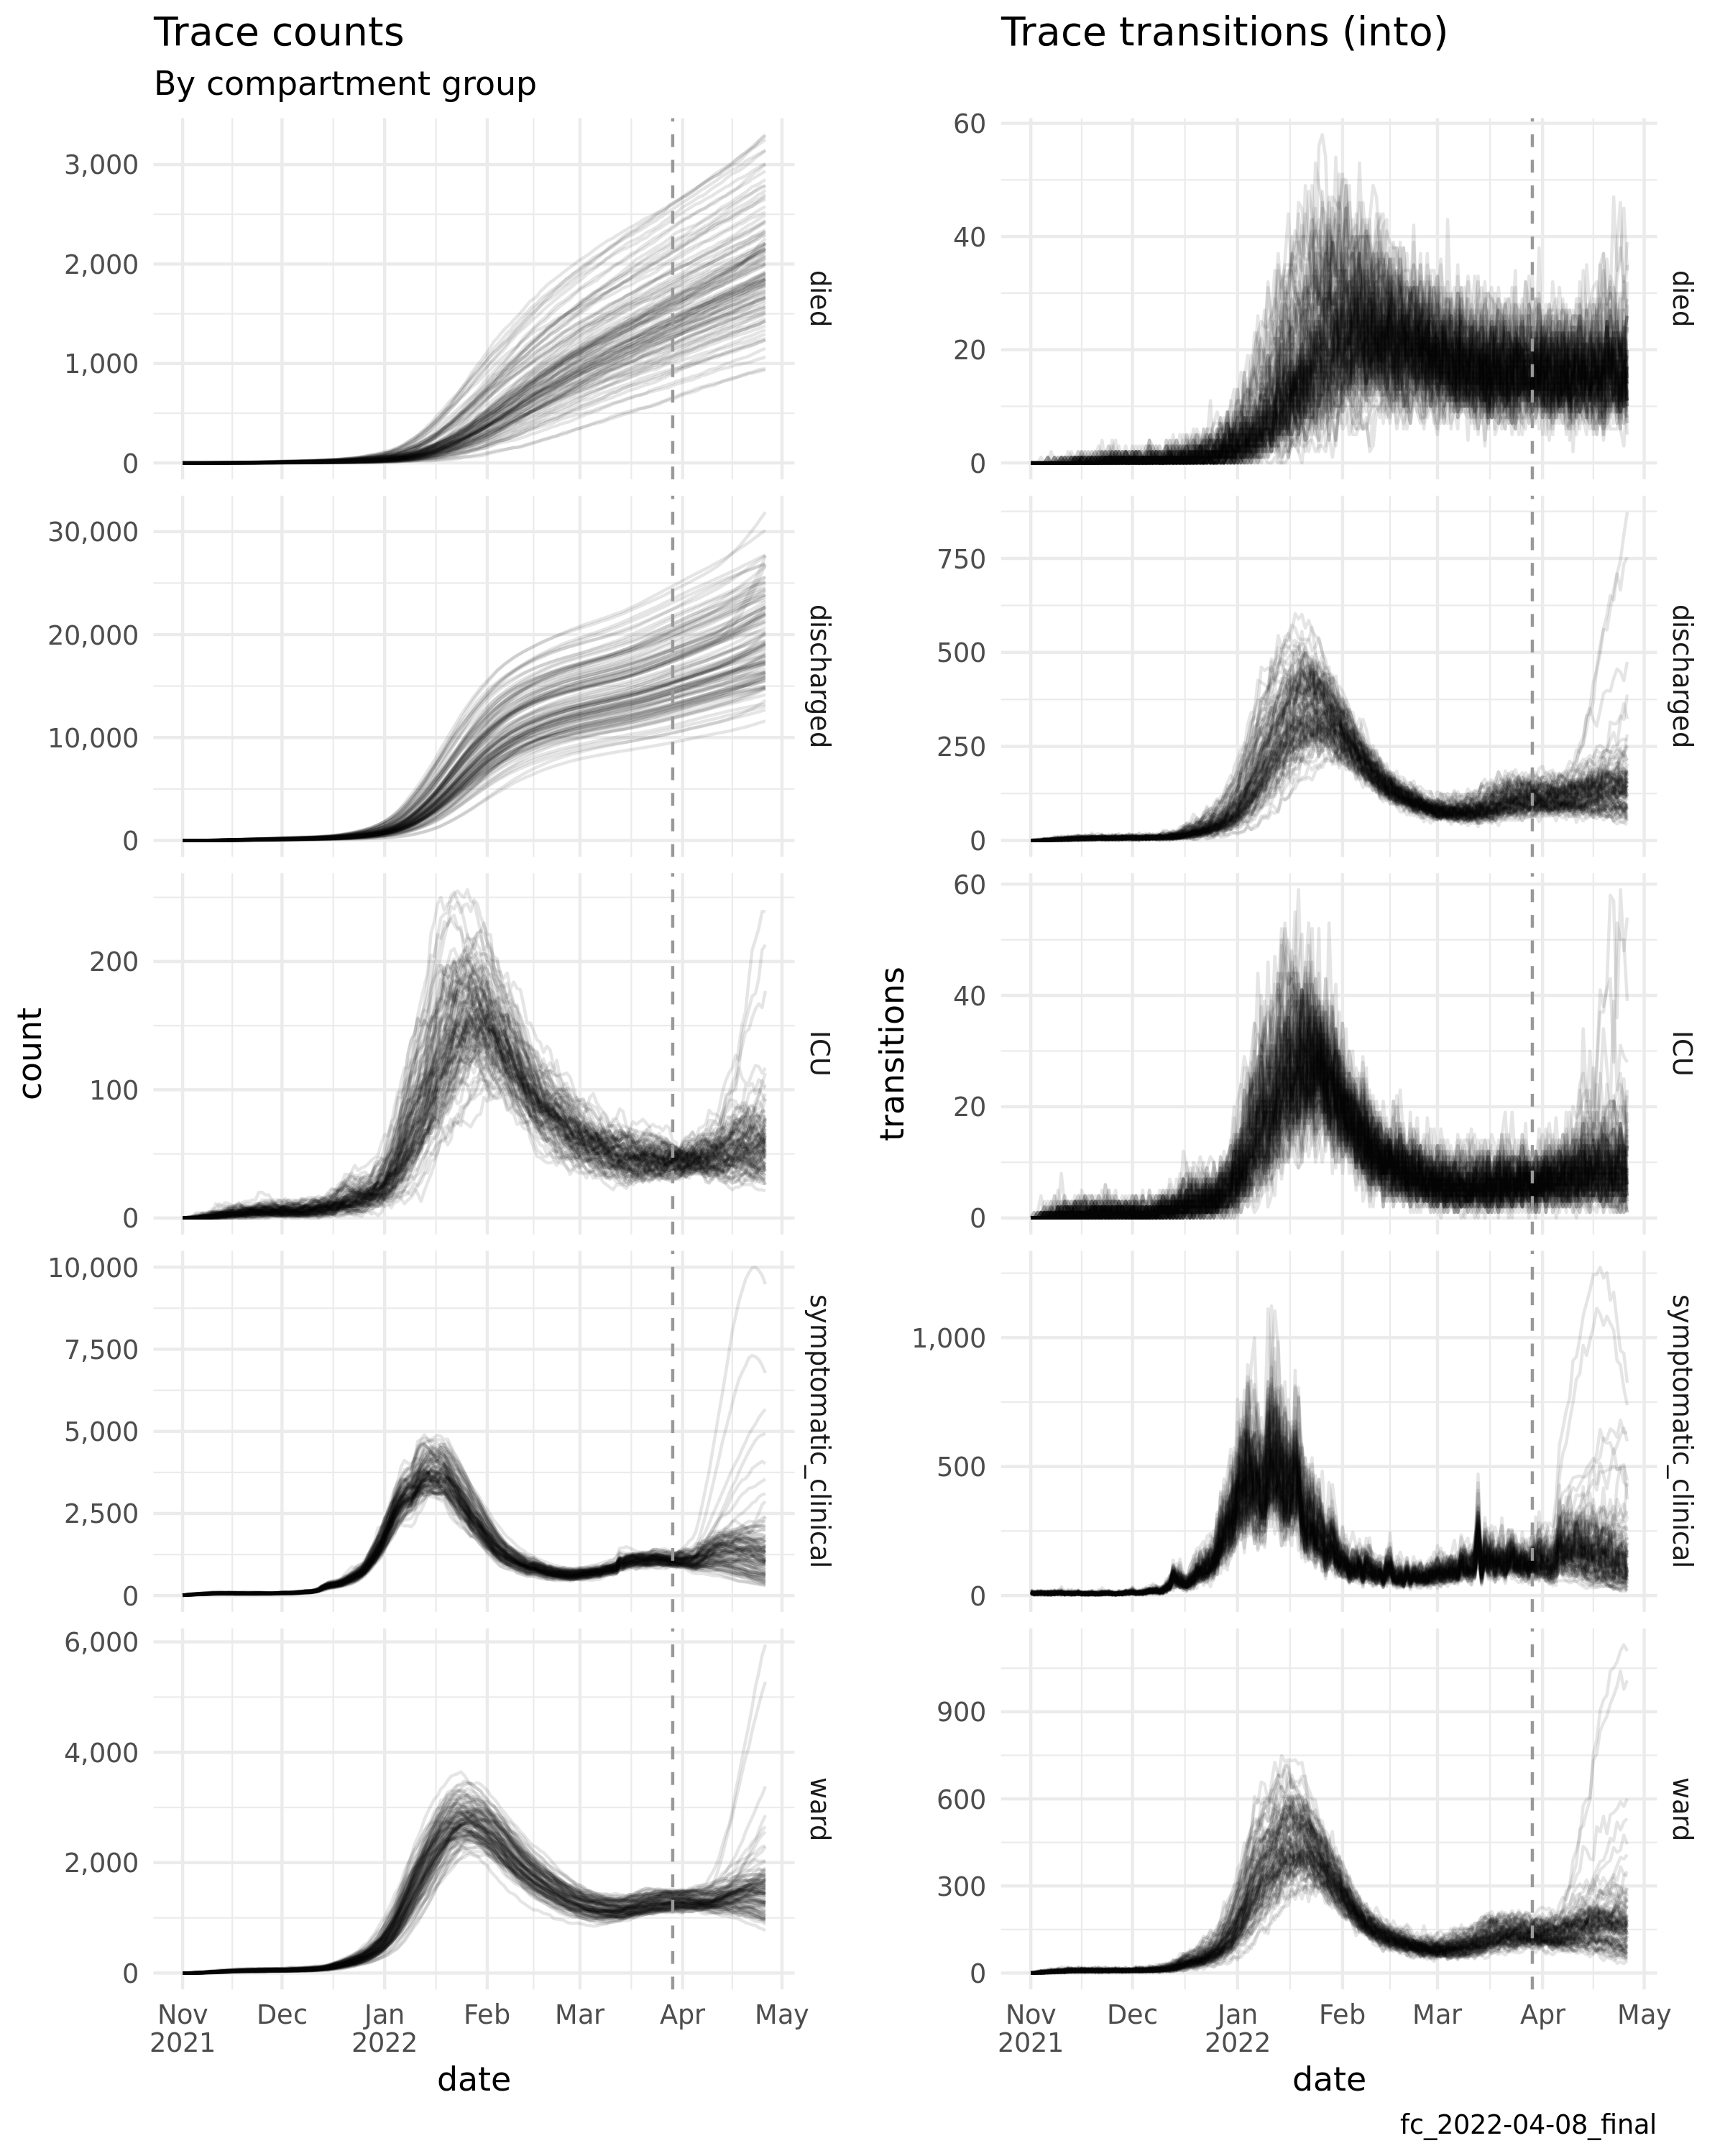 Trace counts
By compartment group
count
3,000
2,000
1,000
0
died
30,000
20,000
10,000
0
discharged
200
100
0
ICU
10,000
7,500
5,000
2,500
0
symptomatic_clinical
6,000
4,000
2,000
0
ward
Nov Dec Jan Feb Mar Apr May
2021 2022
date
Trace transitions (into)
transitions
60
40
20
0
died
750
500
250
0
discharged
60
40
20
0
ICU
1,000
500
0
symptomatic_clinical
900
600
300
0
ward
Nov Dec Jan Feb Mar Apr May
2021 2022
date
fc_2022-04-08_final